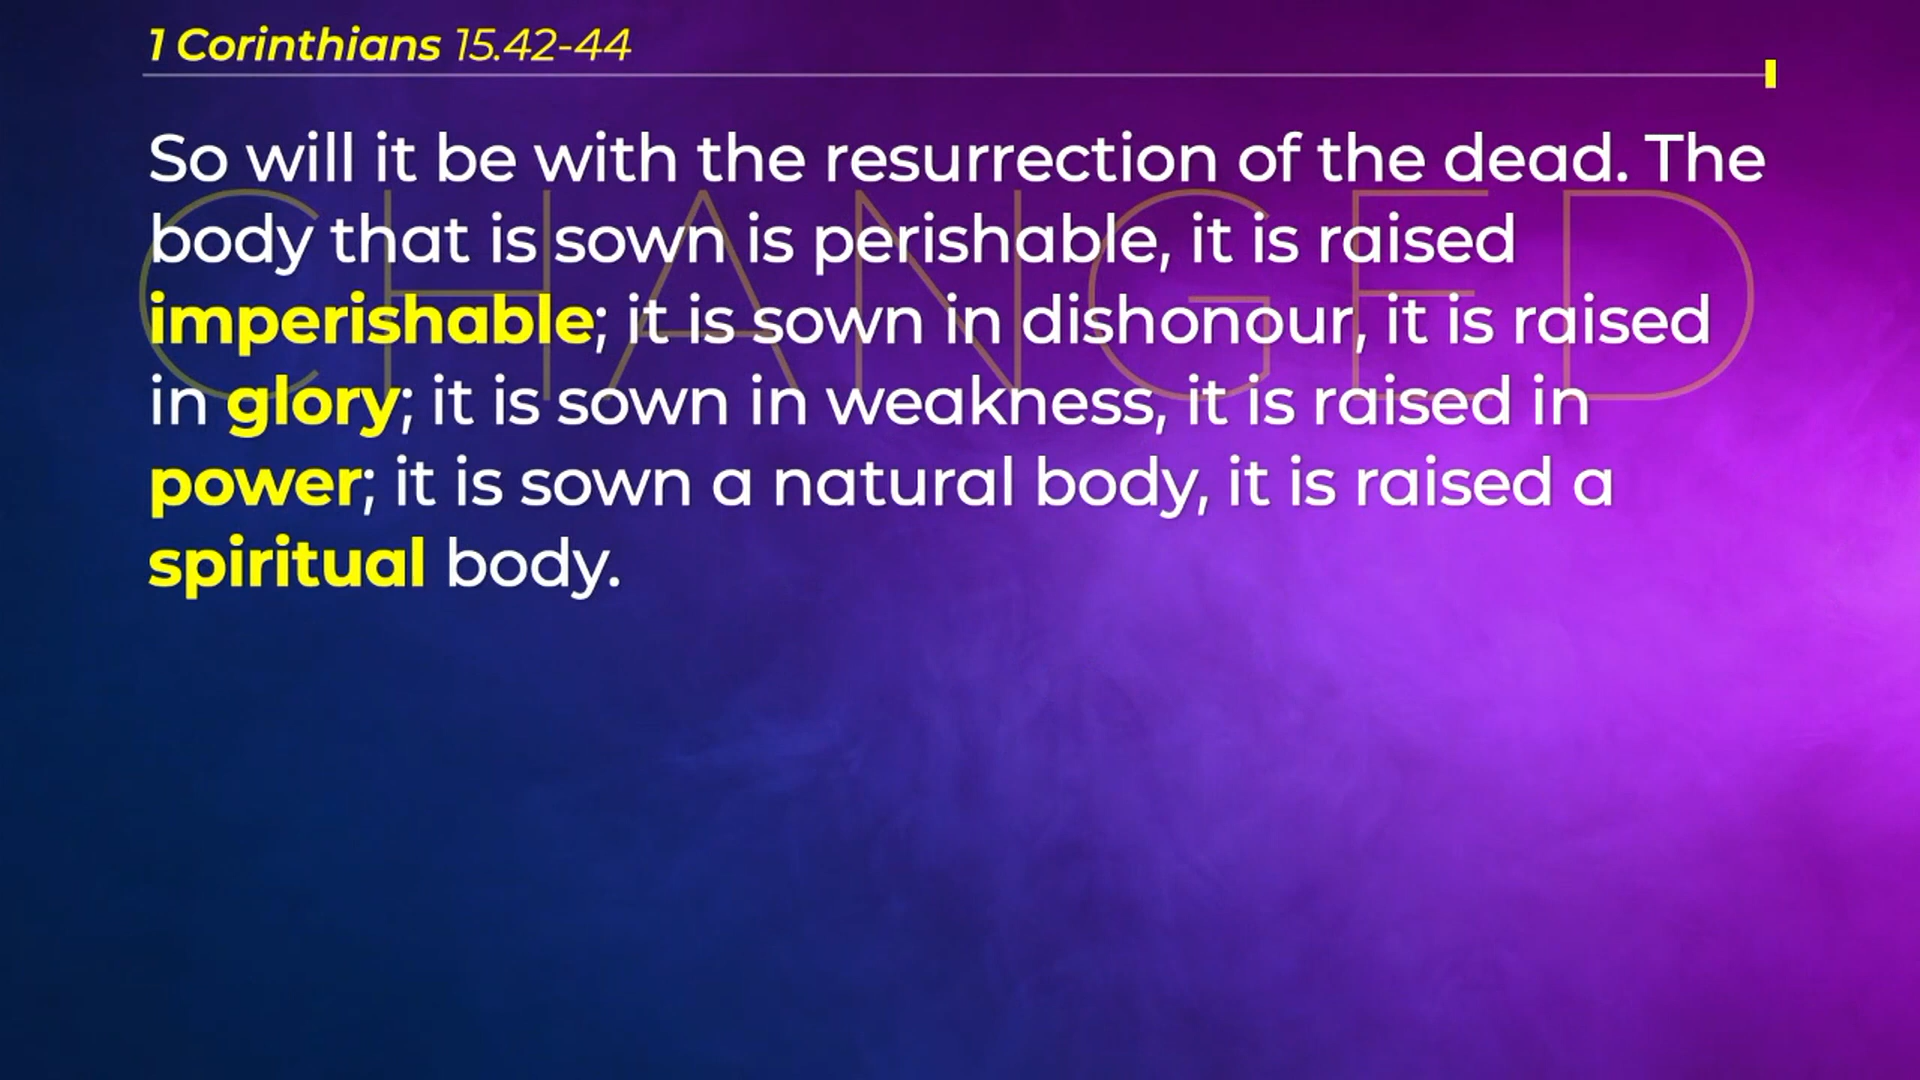 1 Corinthians 15.42-44
CHANGED
So will it be with the resurrection of the dead. The
body that is sown is perishable, it is raised
imperishable; it is sown in dishonour, it is raised
in glory; it is sown in weakness, it is raised in
power; it is sown a natural body, it is raised a
spiritual body.